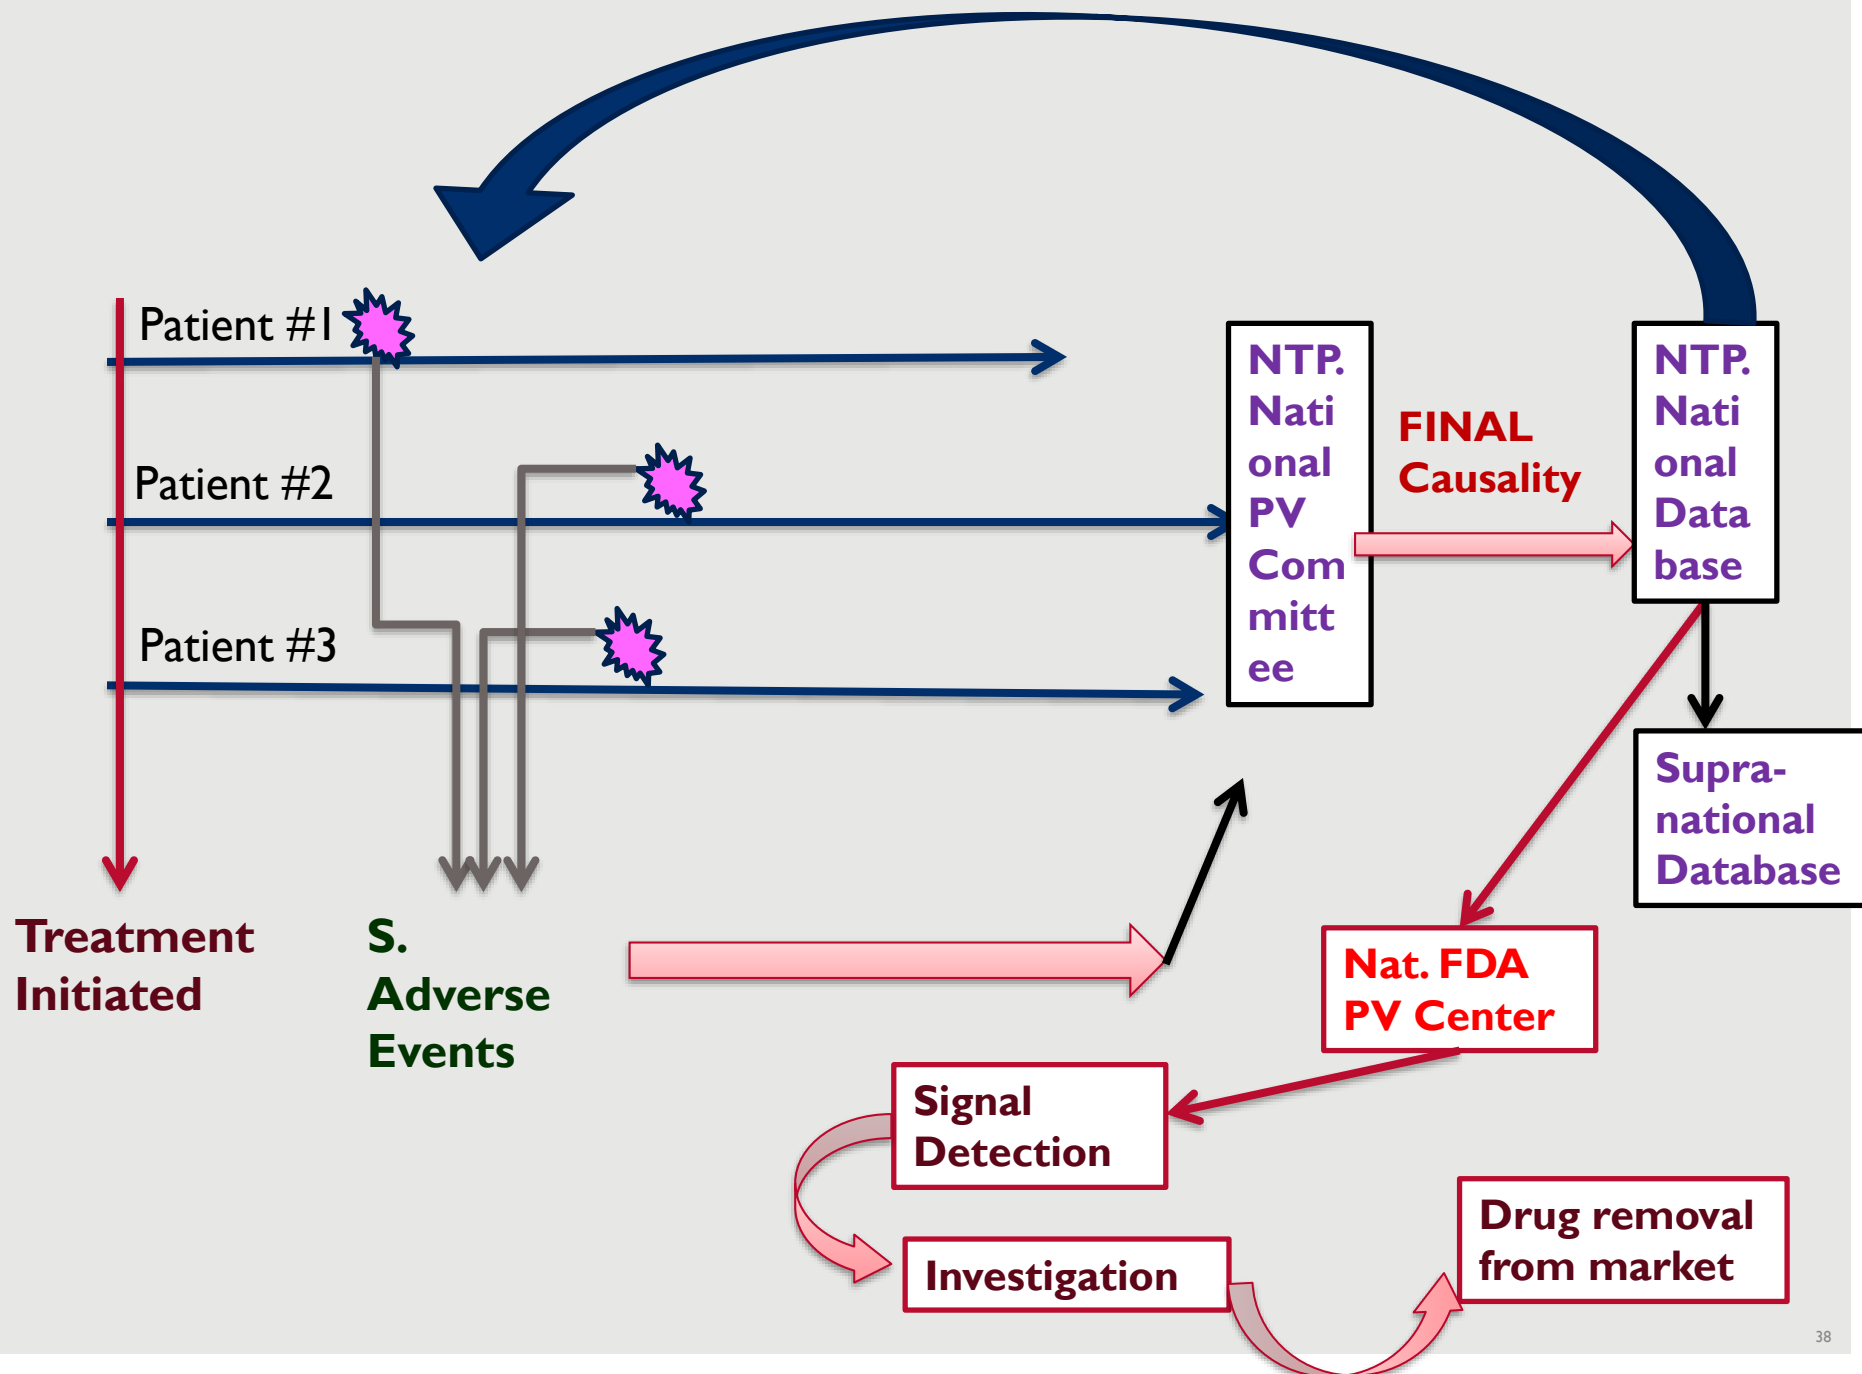 Patient #1
Patient #2
Patient #3
Treatment
Initiated
S.
Adverse
Events
NTP.
Nati
onal
PV
Com
mitt
ee
FINAL
Causality
NTP.
Nati
onal
Data
base
Supra-
national
Database
Nat. FDA
PV Center
Signal
Detection
Investigation
Drug removal
from market
38